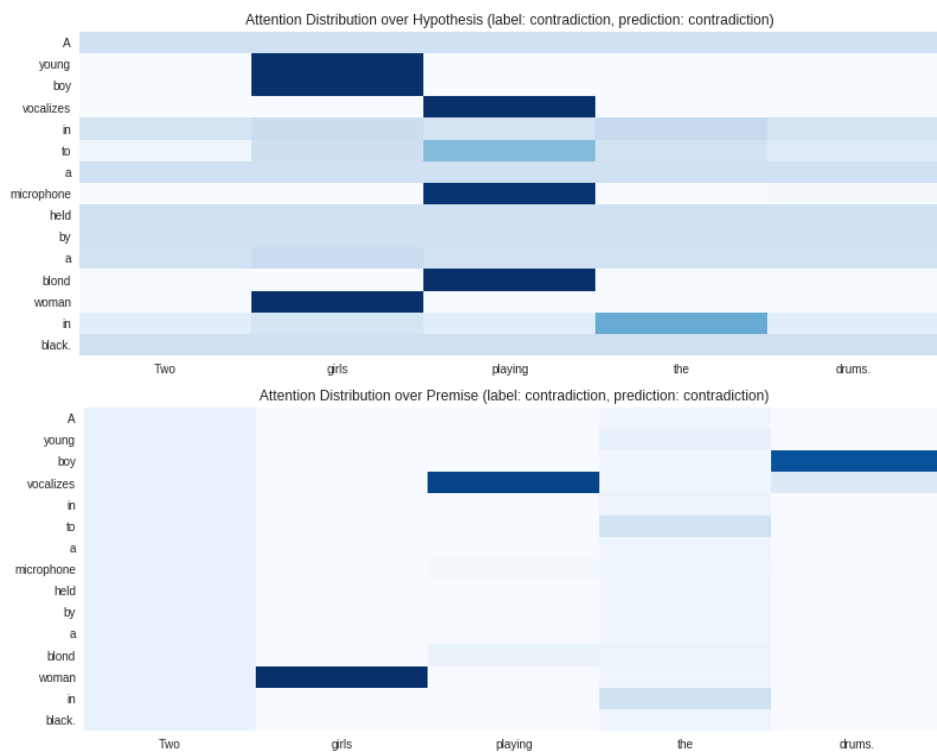 Attention Distribution over Hypothesis (label: contradiction, prediction: contradiction)
A
young
boy
vocalizes
in
to
a
microphone
held
by
a
blond
woman
in
black.
Two girls playing the drums.
Attention Distribution over Premise (label: contradiction, prediction: contradiction)
A
young
boy
vocalizes
in
to
a
microphone
held
by
a
blond
woman
in
black.
Two girls playing the drums.